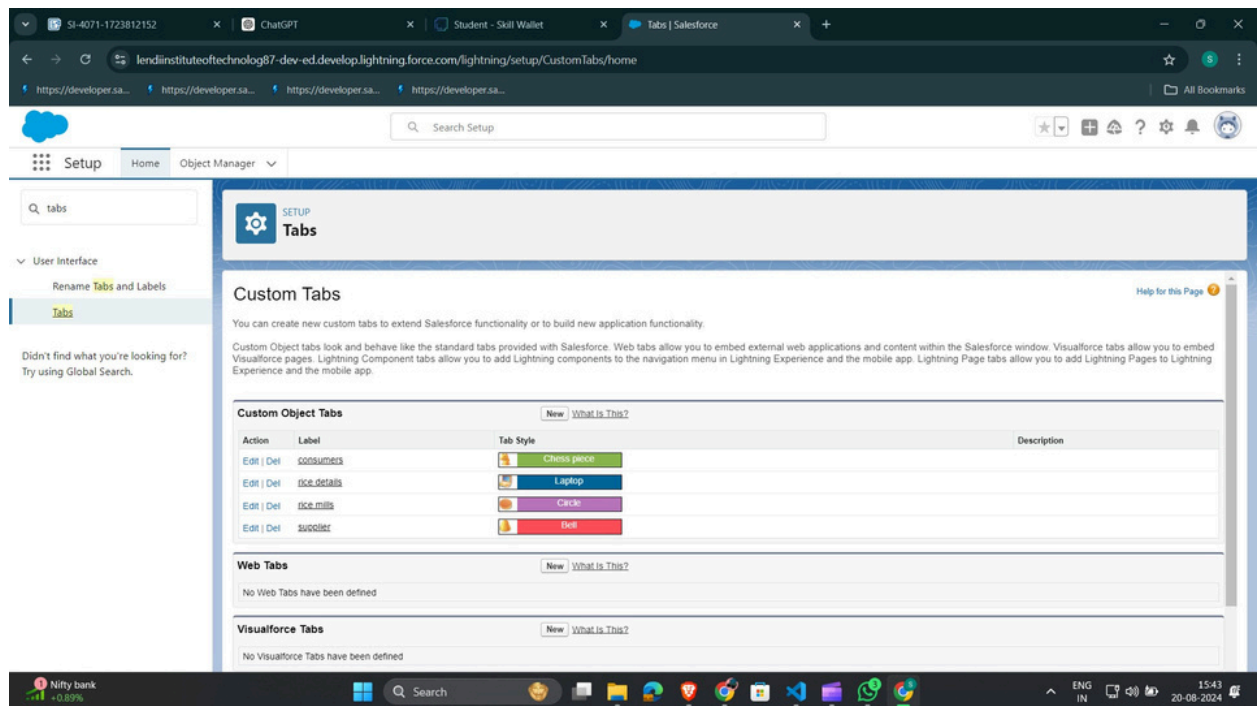 SI-4071-1723812152
ChatGPT
Student - Skill Wallet
Tabs | Salesforce
lendiinstituteoftechnolog87-dev-ed.develop.lightning.force.com/lightning/setup/CustomTabs/home
S
https://developer.sa...
https://developer.sa...
https://developer.sa...
https://developer.sa...
All Bookmarks
Search Setup
Setup
Home
Object Manager
tabs
User Interface
Rename Tabs and Labels
Tabs
Didn't find what you're looking for?
Try using Global Search.
SETUP
Tabs
Custom Tabs
Help for this Page
You can create new custom tabs to extend Salesforce functionality or to build new application functionality.
Custom Object tabs look and behave like the standard tabs provided with Salesforce. Web tabs allow you to embed external web applications and content within the Salesforce window. Visualforce tabs allow you to embed
Visualforce pages. Lightning Component tabs allow you to add Lightning components to the navigation menu in Lightning Experience and the mobile app. Lightning Page tabs allow you to add Lightning Pages to Lightning
Experience and the mobile app.
Custom Object Tabs New What Is This?
Action Label Tab Style Description
Edit | Del consumers Chess piece
Edit | Del rice details Laptop
Edit | Del rice mills Circle
Edit | Del supplier Bell
Web Tabs New What Is This?
No Web Tabs have been defined
Visualforce Tabs New What Is This?
No Visualforce Tabs have been defined
1
Nifty bank
+0.89%
Search
3
ENG
IN
15:43
20-08-2024